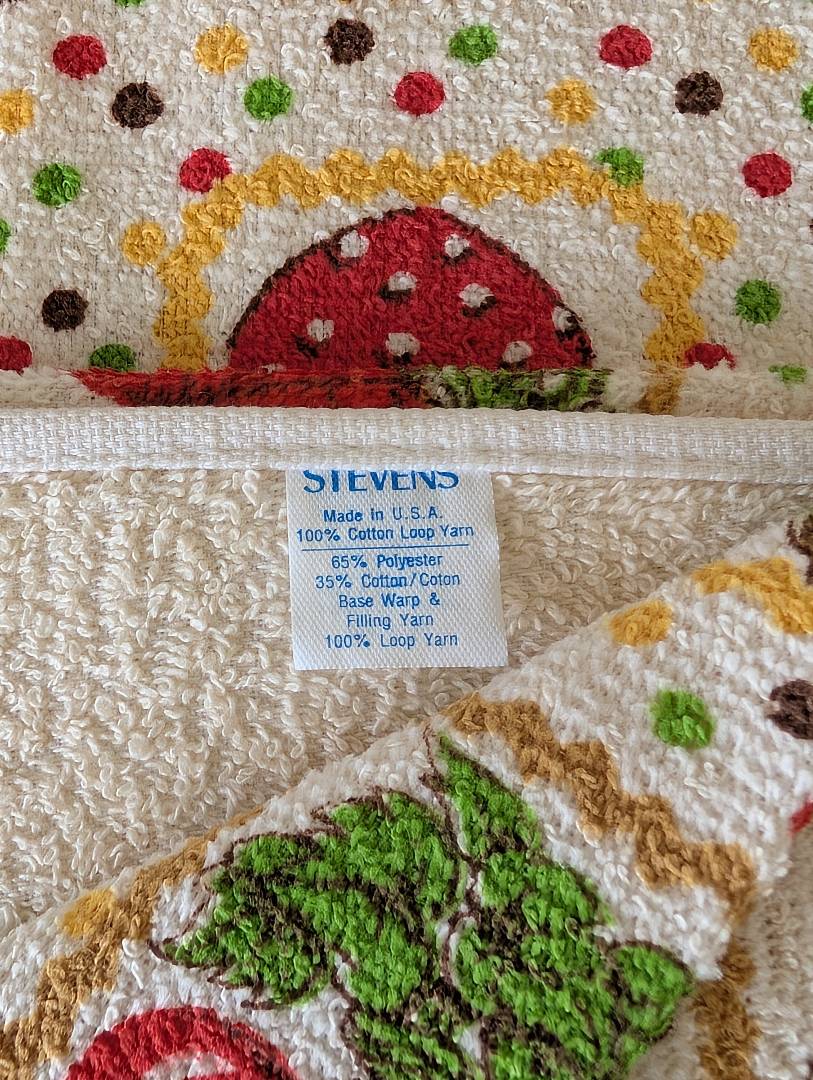 STEVENS
Made in U.S.A.
100% Cotton Loop Yarn
65% Polyester
35% Cotton/Coton
Base Warp &
Filling Yarn
100% Loop Yarn